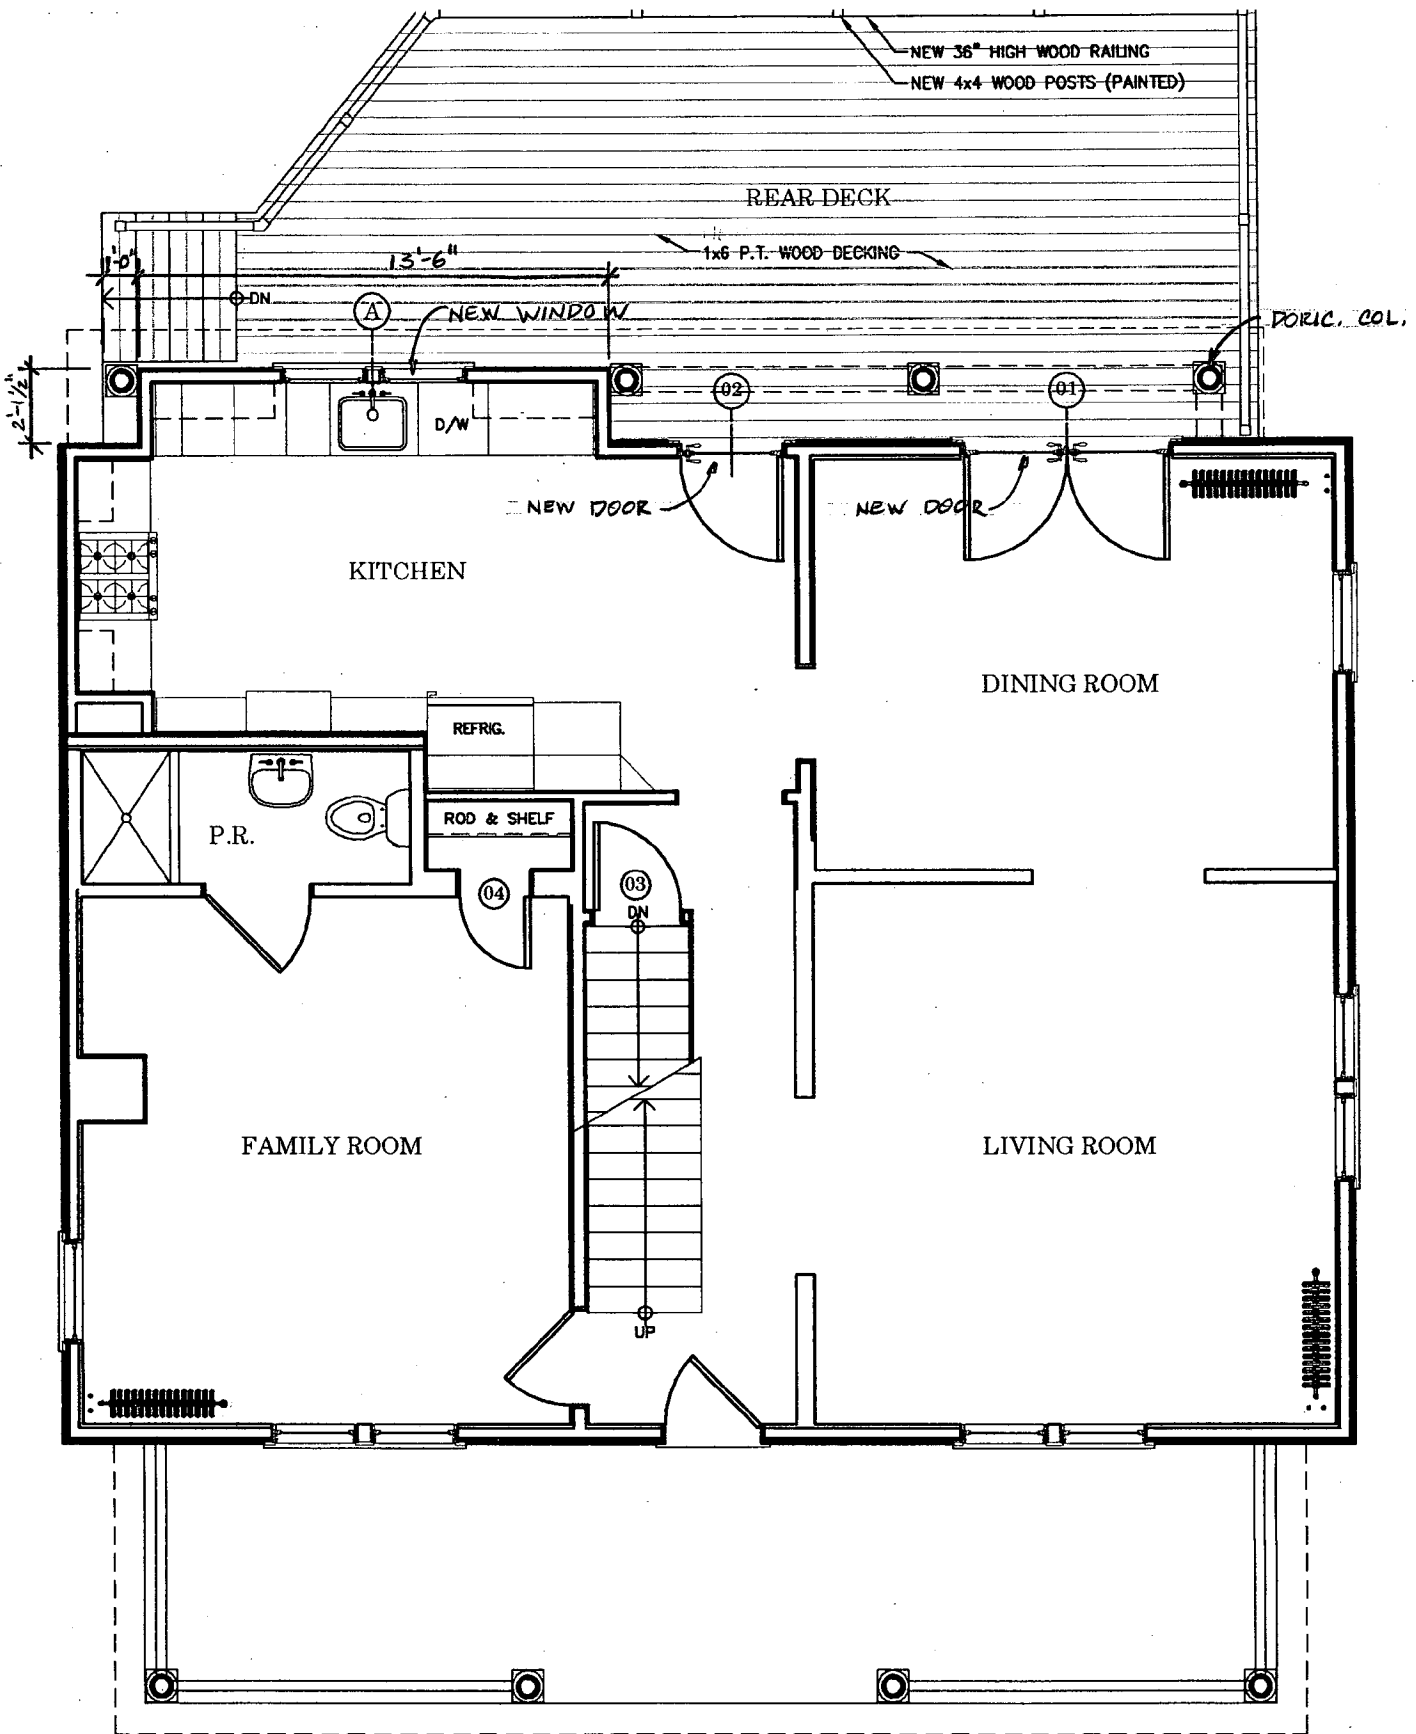 NEW 36" HIGH WOOD RAILING
NEW 4x4 WOOD POSTS (PAINTED)
REAR DECK
1x6 P.T. WOOD DECKING
1'-0"
13'-6"
DN
A
NEW WINDOW
DORIC. COL.
2'-1½"
02
01
D/W
NEW DOOR
NEW DOOR
KITCHEN
DINING ROOM
REFRIG.
ROD & SHELF
P.R.
04
03
DN
FAMILY ROOM
LIVING ROOM
UP